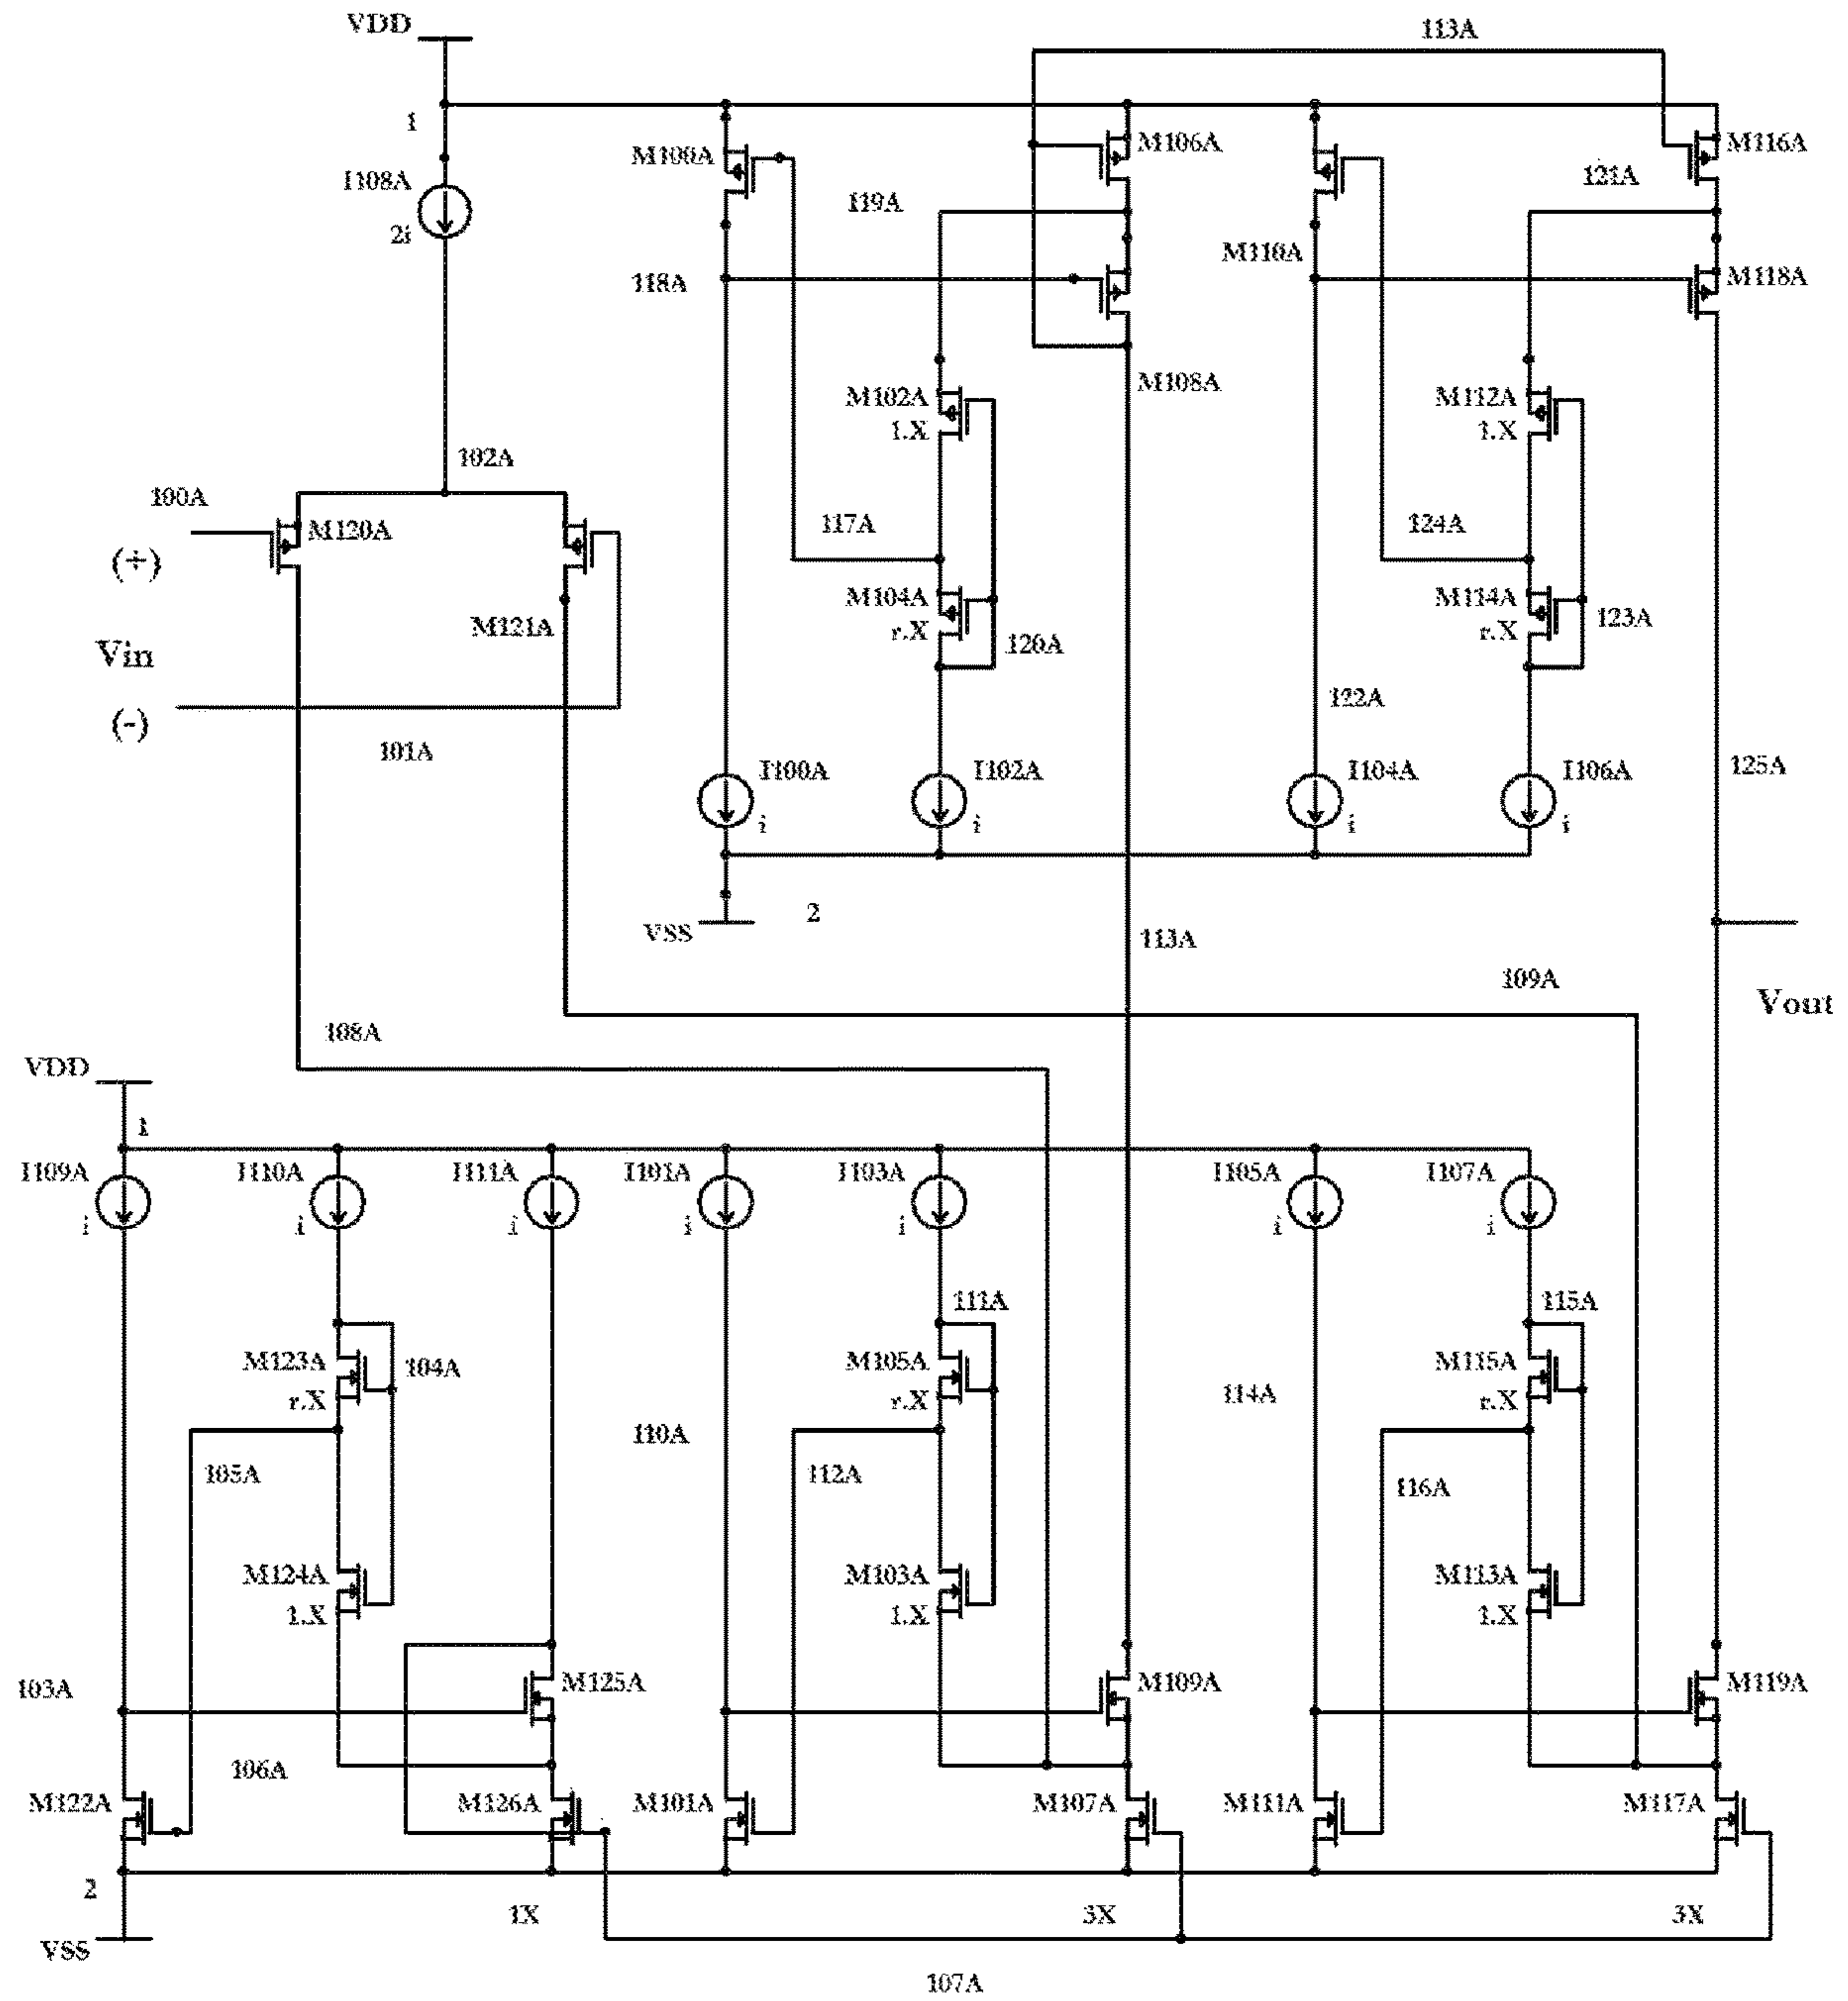 VDD
113A
1
M100A
M106A
M116A
I108A
2i
119A
121A
118A
M110A
M118A
M108A
M102A
1.X
M112A
1.X
102A
100A
M120A
117A
124A
(+)
M104A
r.X
M114A
r.X
120A
123A
M121A
Vin
(-)
101A
122A
I100A
i
I102A
i
I104A
i
I106A
i
125A
2
VSS
113A
109A
Vout
108A
VDD
1
I109A
i
I110A
i
I111A
i
I101A
i
I103A
i
I105A
i
I107A
i
111A
115A
M123A
r.X
104A
M105A
r.X
M115A
r.X
114A
110A
105A
112A
116A
M124A
1.X
M103A
1.X
M113A
1.X
103A
M125A
M109A
M119A
106A
M122A
M126A
M101A
M107A
M111A
M117A
2
1X
3X
3X
VSS
107A